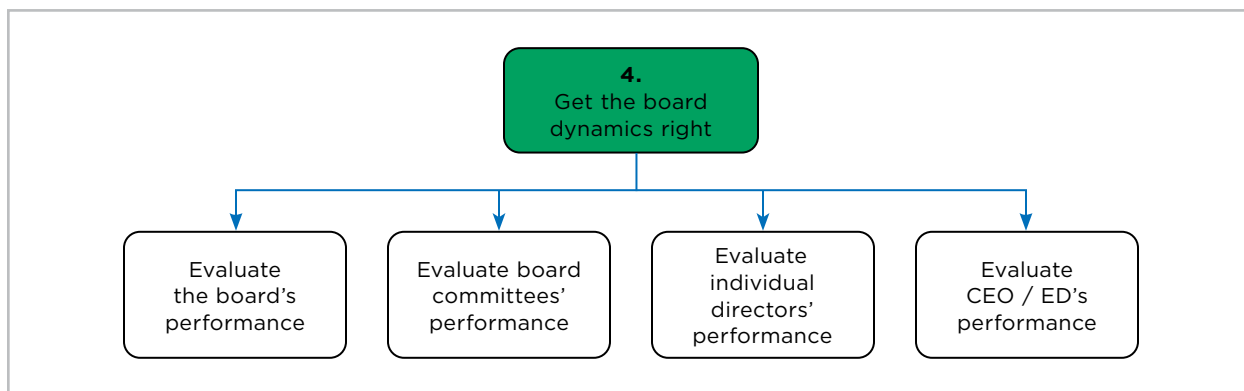 4.
Get the board
dynamics right
Evaluate
the board's
performance
Evaluate board
committees'
performance
Evaluate
individual
directors'
performance
Evaluate
CEO / ED's
performance